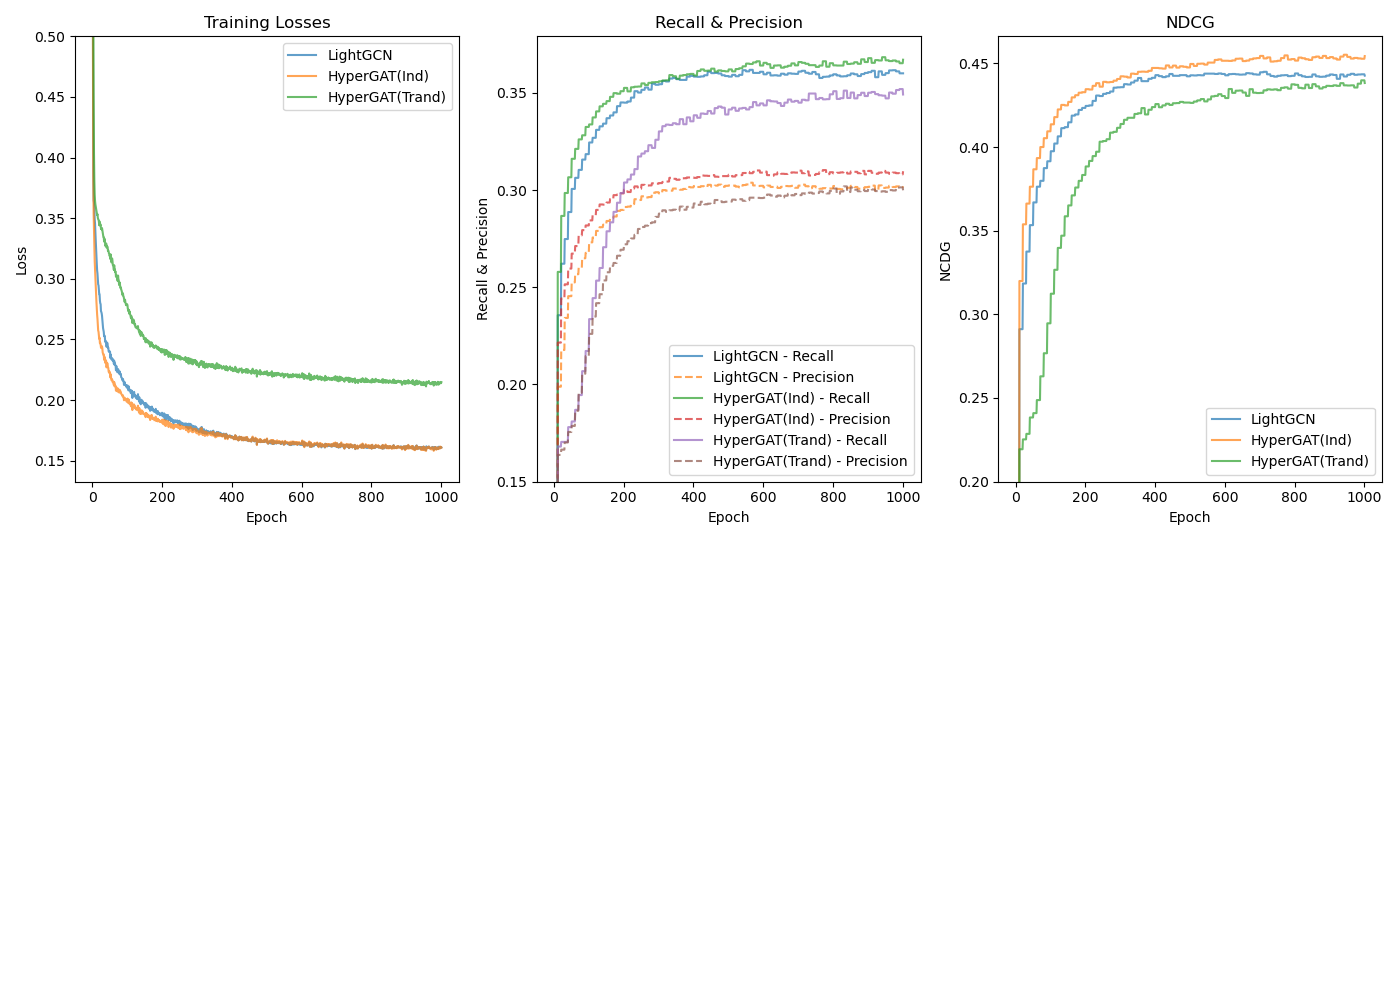 Training Losses
0.50
0.45
0.40
0.35
0.30
0.25
0.20
0.15
Loss
0 200 400 600 800 1000
Epoch
LightGCN
HyperGAT(Ind)
HyperGAT(Trand)
Recall & Precision
0.35
0.30
0.25
0.20
0.15
Recall & Precision
0 200 400 600 800 1000
Epoch
LightGCN - Recall
LightGCN - Precision
HyperGAT(Ind) - Recall
HyperGAT(Ind) - Precision
HyperGAT(Trand) - Recall
HyperGAT(Trand) - Precision
NDCG
0.45
0.40
0.35
0.30
0.25
0.20
NCDG
0 200 400 600 800 1000
Epoch
LightGCN
HyperGAT(Ind)
HyperGAT(Trand)